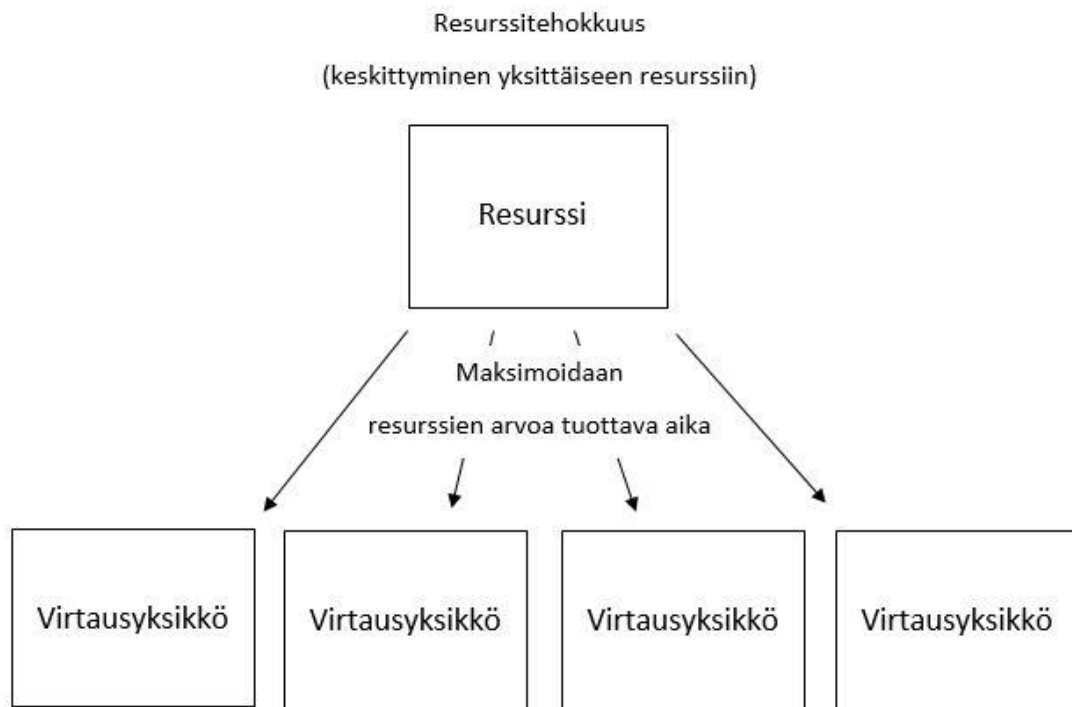 Resurssitehokkuus
(keskittyminen yksittäiseen resurssiin)
Resurssi
Maksimoidaan
resurssien arvoa tuottava aika
Virtausyksikkö
Virtausyksikkö
Virtausyksikkö
Virtausyksikkö